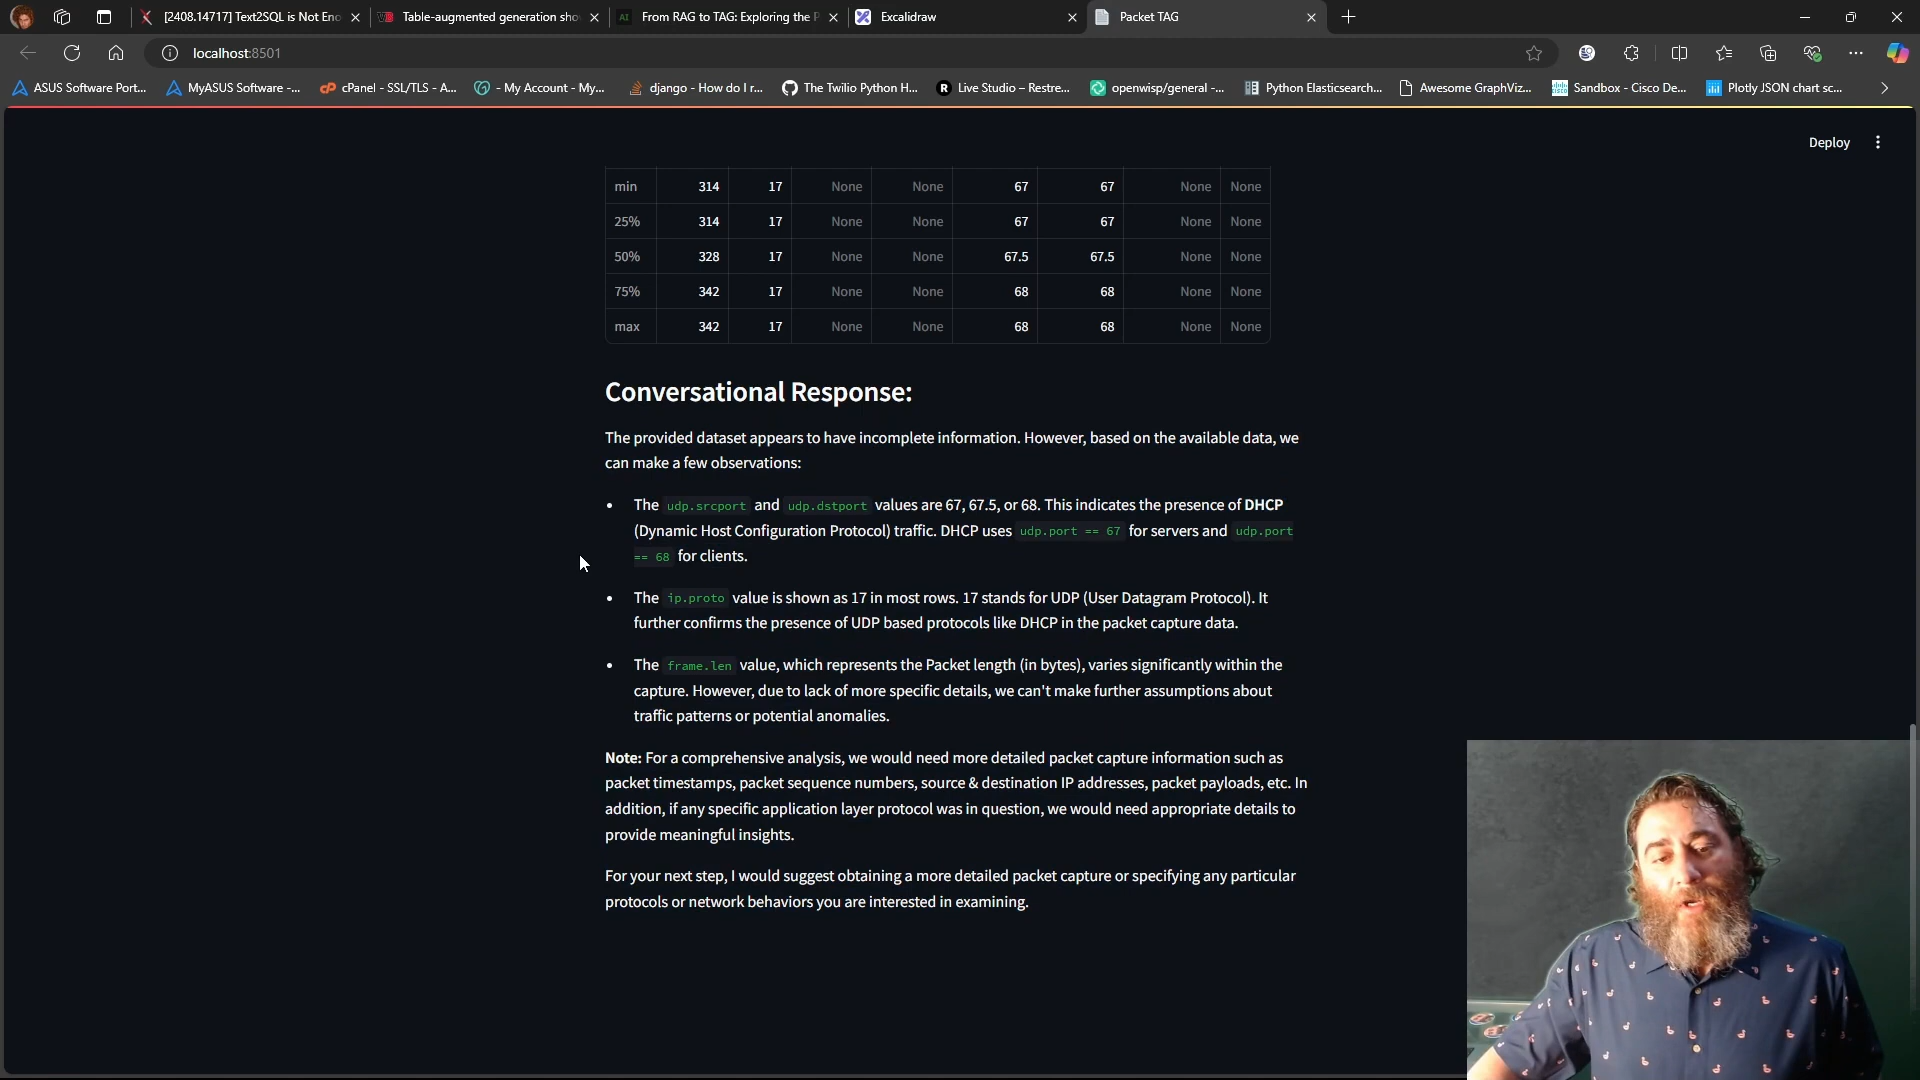 [2408.14717] Text2SQL is Not Eno
Table-augmented generation sho
From RAG to TAG: Exploring the P
Excalidraw
Packet TAG
localhost:8501
ASUS Software Port...
MyASUS Software -...
cPanel - SSL/TLS - A...
- My Account - My...
django - How do I r...
The Twilio Python H...
Live Studio – Restre...
openwisp/general -...
Python Elasticsearch...
Awesome GraphViz...
Sandbox - Cisco De...
Plotly JSON chart sc...
Deploy
min 314 17 None None 67 67 None None
25% 314 17 None None 67 67 None None
50% 328 17 None None 67.5 67.5 None None
75% 342 17 None None 68 68 None None
max 342 17 None None 68 68 None None
Conversational Response:
The provided dataset appears to have incomplete information. However, based on the available data, we
can make a few observations:
• The udp.srcport and udp.dstport values are 67, 67.5, or 68. This indicates the presence of DHCP
(Dynamic Host Configuration Protocol) traffic. DHCP uses udp.port == 67 for servers and udp.port
== 68 for clients.
• The ip.proto value is shown as 17 in most rows. 17 stands for UDP (User Datagram Protocol). It
further confirms the presence of UDP based protocols like DHCP in the packet capture data.
• The frame.len value, which represents the Packet length (in bytes), varies significantly within the
capture. However, due to lack of more specific details, we can't make further assumptions about
traffic patterns or potential anomalies.
Note: For a comprehensive analysis, we would need more detailed packet capture information such as
packet timestamps, packet sequence numbers, source & destination IP addresses, packet payloads, etc. In
addition, if any specific application layer protocol was in question, we would need appropriate details to
provide meaningful insights.
For your next step, I would suggest obtaining a more detailed packet capture or specifying any particular
protocols or network behaviors you are interested in examining.